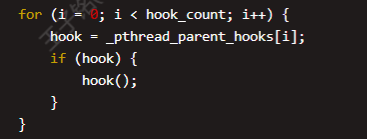 for (i = 0; i < hook_count; i++) {
    hook = _pthread_parent_hooks[i];
    if (hook) {
        hook();
    }
}